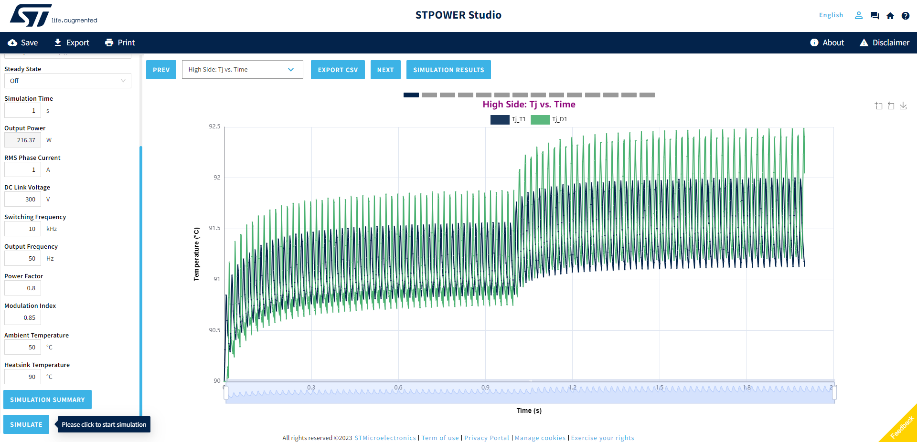 ST life.augmented
STPOWER Studio
English
Save Export Print
About Disclaimer
Steady State
Off
Simulation Time
1 s
Output Power
216.37 W
RMS Phase Current
1 A
DC Link Voltage
300 V
Switching Frequency
10 kHz
Output Frequency
50 Hz
Power Factor
0.8
Modulation Index
0.85
Ambient Temperature
50 °C
Heatsink Temperature
90 °C
SIMULATION SUMMARY
SIMULATE
Please click to start simulation
PREV
High Side: Tj vs. Time
EXPORT CSV
NEXT
SIMULATION RESULTS
High Side: Tj vs. Time
Tj_T1 Tj_D1
Temperature (°C)
92.5
92
91.5
91
90.5
90
0.3 0.6 0.9 1.2 1.5 1.8
Time (s)
All rights reserved ©2023 STMicroelectronics | Term of use | Privacy Portal | Manage cookies | Exercise your rights
Feedback